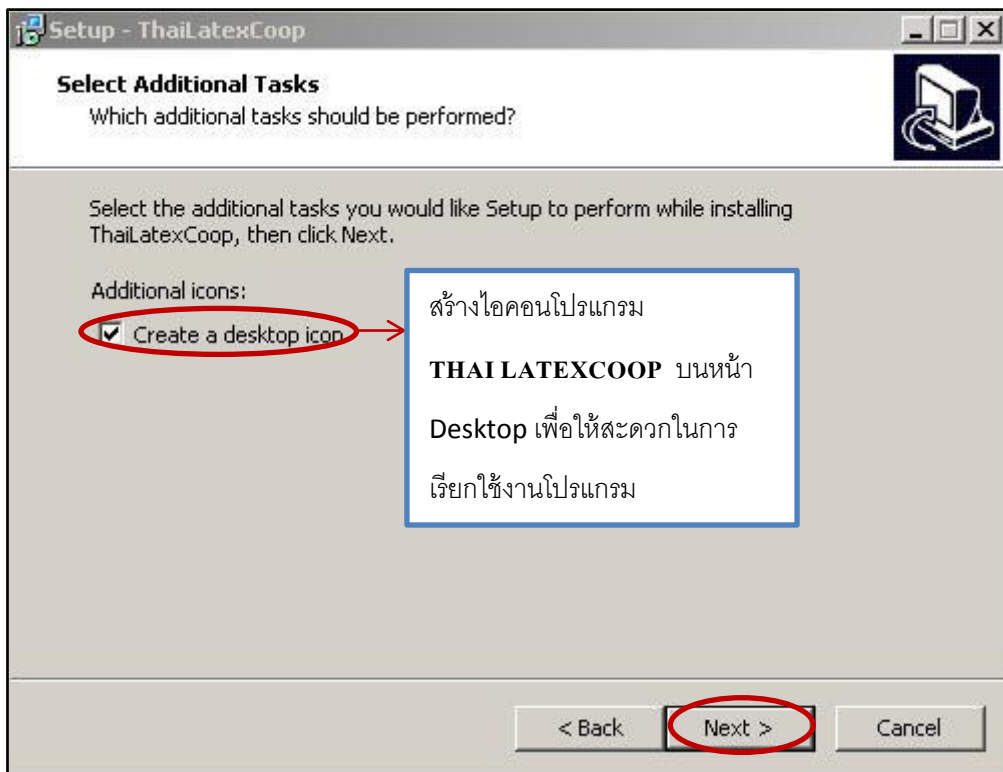 Setup - ThaiLatexCoop
Select Additional Tasks
Which additional tasks should be performed?
Select the additional tasks you would like Setup to perform while installing
ThaiLatexCoop, then click Next.
Additional icons:
Create a desktop icon
สร้างไอคอนโปรแกรม
THAI LATEXCOOP บนหน้า
Desktop เพื่อให้สะดวกในการ
เรียกใช้งานโปรแกรม
< Back Next > Cancel